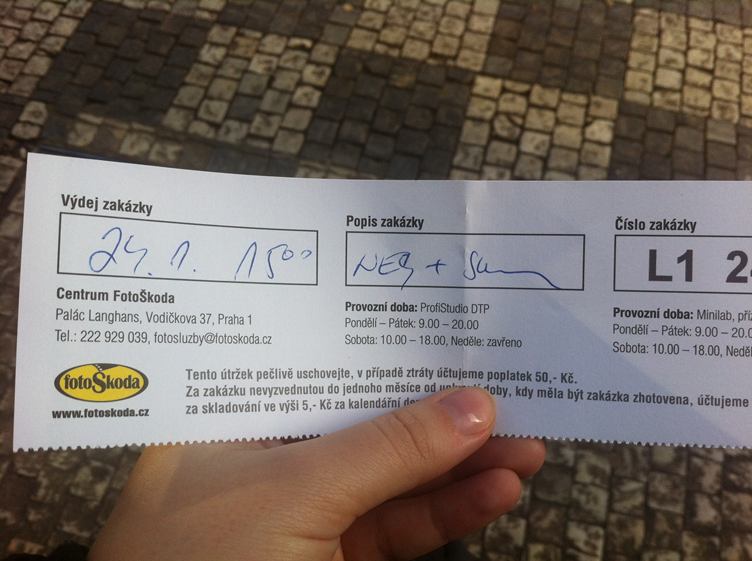 Výdej zakázky
24. 1. 15⁰⁰
Centrum FotoŠkoda
Palác Langhans, Vodičkova 37, Praha 1
Tel.: 222 929 039, fotosluzby@fotoskoda.cz
Popis zakázky
NEG +
Provozní doba: ProfiStudio DTP
Pondělí – Pátek: 9.00 – 20.00
Sobota: 10.00 – 18.00, Neděle: zavřeno
Číslo zakázky
L1 2
Provozní doba: Minilab,
Pondělí – Pátek: 9.00 – 20.0
Sobota: 10.00 – 18.00, Neděle
fotoŠkoda
www.fotoskoda.cz
Tento útržek pečlivě uschovejte, v případě ztráty účtujeme poplatek 50,- Kč.
Za zakázku nevyzvednutou do jednoho měsíce od doby, kdy měla být zakázka zhotovena, účtujeme
za skladování ve výši 5,- Kč za kalendářní